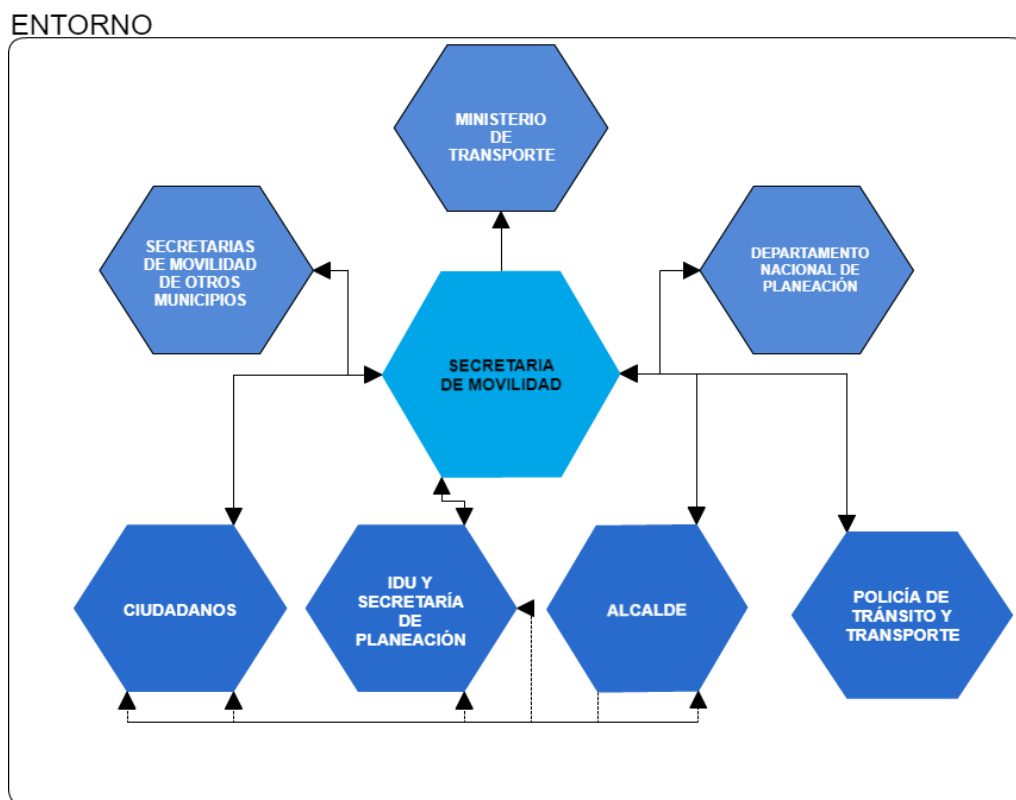 ENTORNO
MINISTERIO
DE
TRANSPORTE
SECRETARIAS
DE MOVILIDAD
DE OTROS
MUNICIPIOS
DEPARTAMENTO
NACIONAL DE
PLANEACIÓN
SECRETARIA
DE MOVILIDAD
CIUDADANOS
IDU Y
SECRETARÍA
DE
PLANEACIÓN
ALCALDE
POLICÍA DE
TRÁNSITO Y
TRANSPORTE